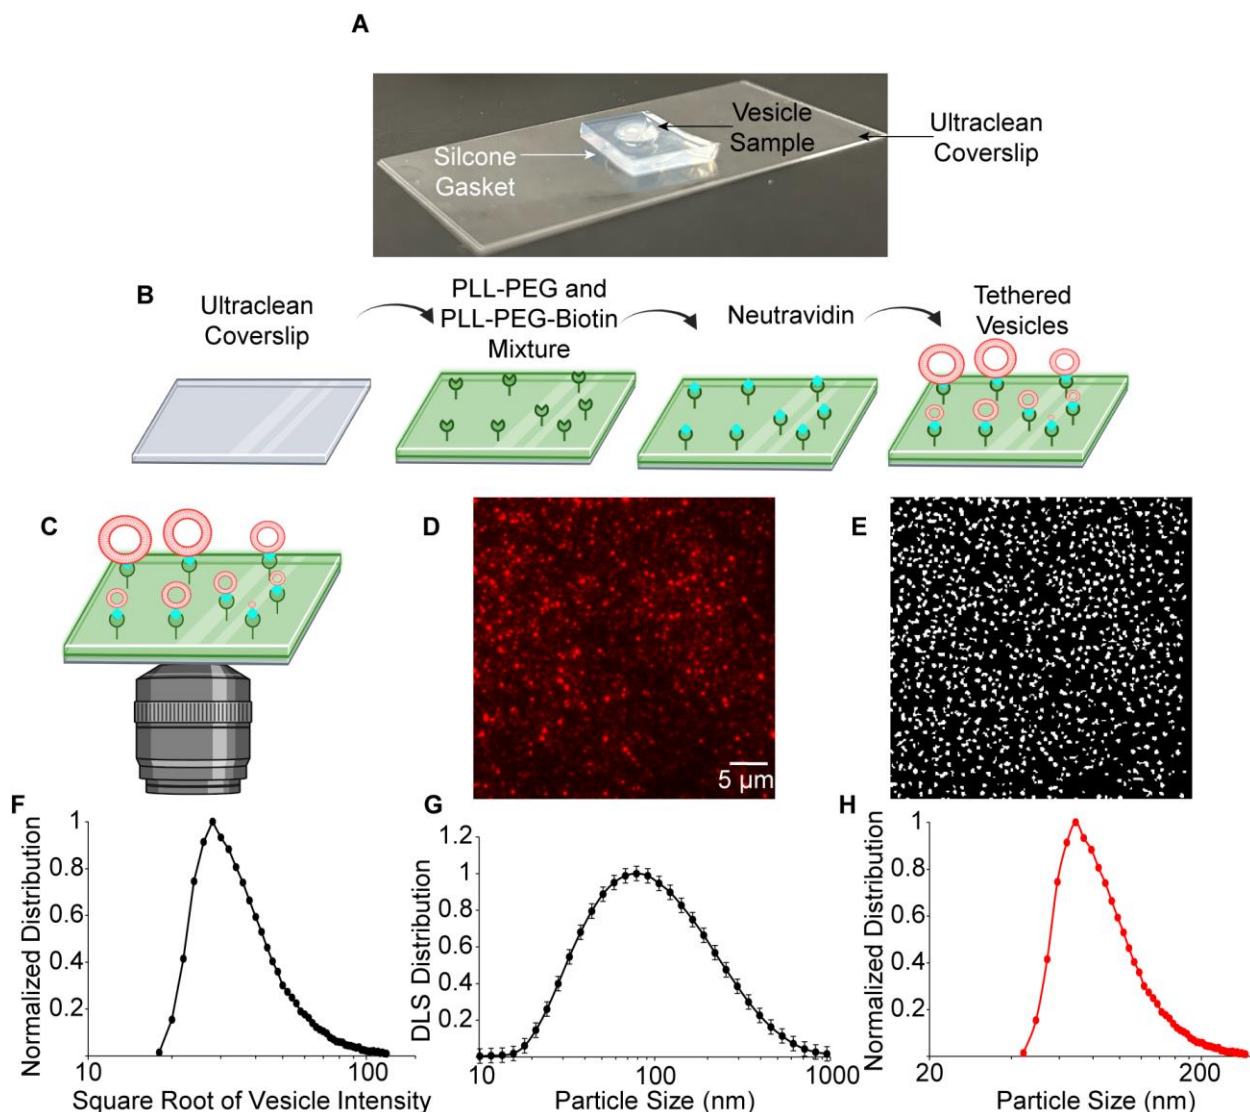 A
Vesicle
Sample
Ultraclean
Coverslip
Silcone
Gasket
B
Ultraclean
Coverslip
PLL-PEG and
PLL-PEG-Biotin
Mixture
Neutravidin
Tethered
Vesicles
C
D
5 µm
E
F
Normalized Distribution
1
0.8
0.6
0.4
0.2
10
100
Square Root of Vesicle Intensity
G
DLS Distribution
1.2
1
0.8
0.6
0.4
0.2
10
100
1000
Particle Size (nm)
H
Normalized Distribution
1
0.8
0.6
0.4
0.2
20
200
Particle Size (nm)